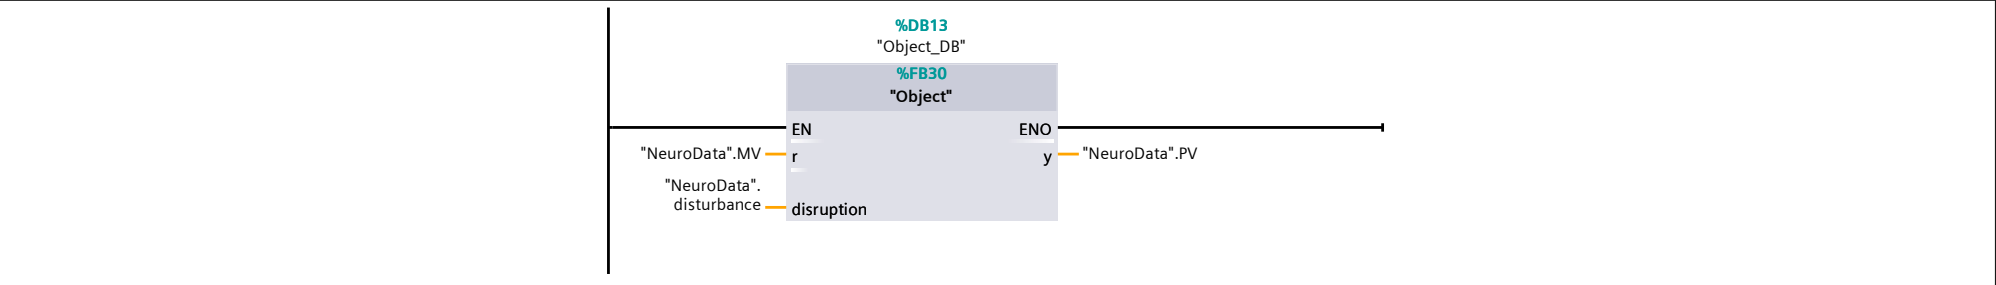 %DB13
"Object_DB"
%FB30
"Object"
EN ENO
"NeuroData".MV r y "NeuroData".PV
"NeuroData".
disturbance disruption